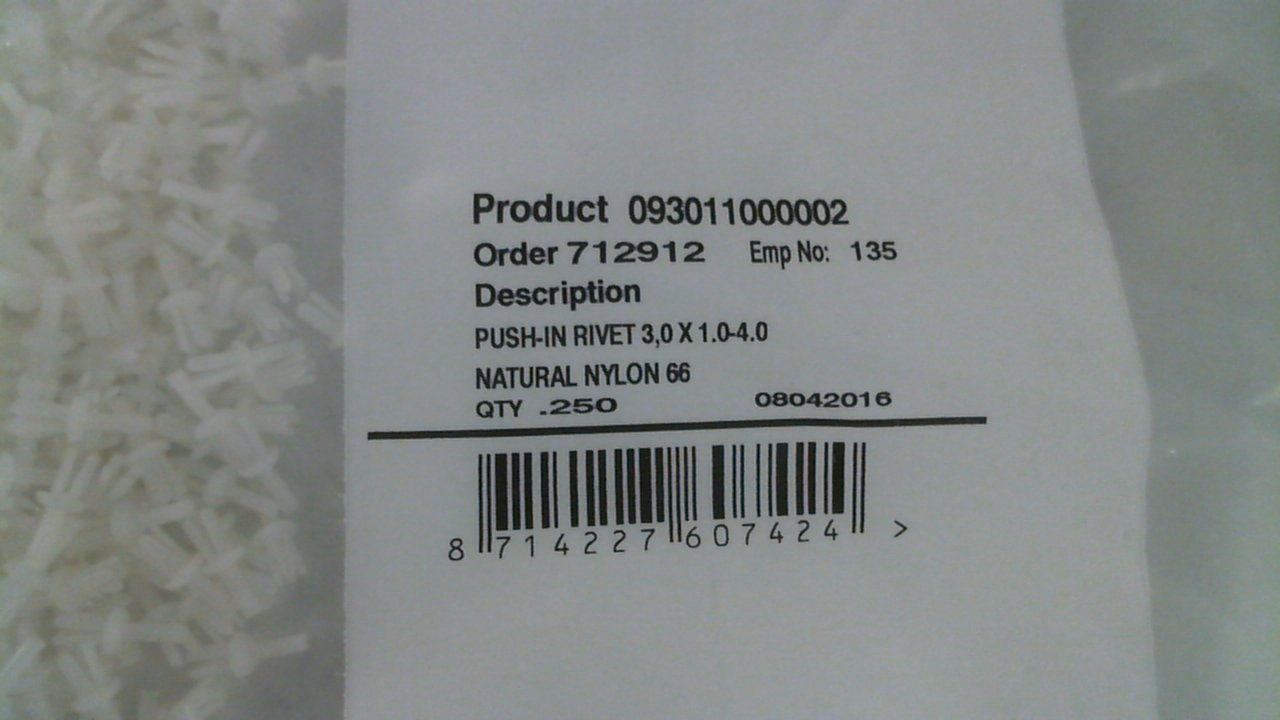 Product 093011000002
Order 712912 Emp No: 135
Description
PUSH-IN RIVET 3,0 X 1.0-4.0
NATURAL NYLON 66
QTY .250 08042016
8 714227 607424 >